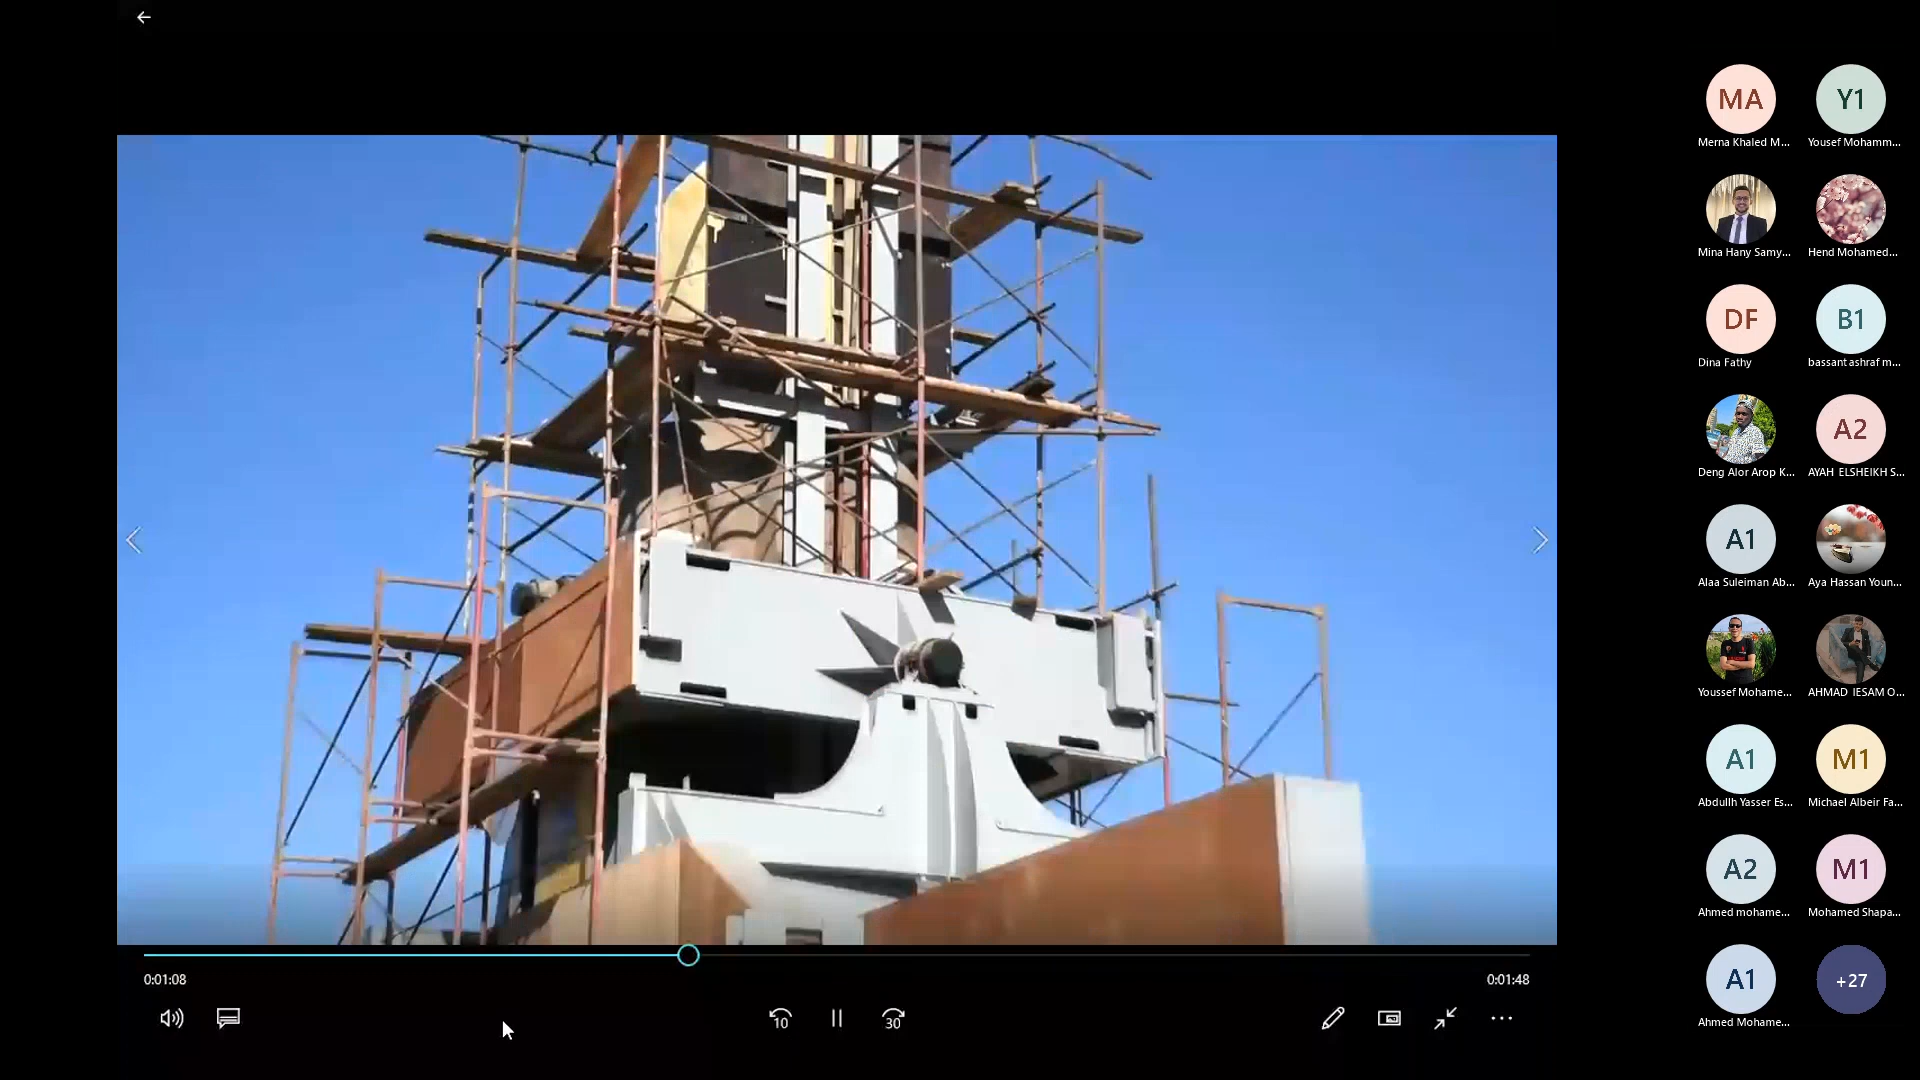 MA
Y1
Merna Khaled M...
Yousef Mohamm...
Mina Hany Samy...
Hend Mohamed...
DF
B1
Dina Fathy
bassant ashraf m...
A2
Deng Alor Arop K...
AYAH ELSHEIKH S...
A1
Alaa Suleiman Ab...
Aya Hassan Youn...
Youssef Mohame...
AHMAD IESAM O...
A1
M1
Abdullh Yasser Es...
Michael Albeir Fa...
A2
M1
Ahmed mohame...
Mohamed Shapa...
A1
+27
Ahmed Mohame...
0:01:08
0:01:48
10
30